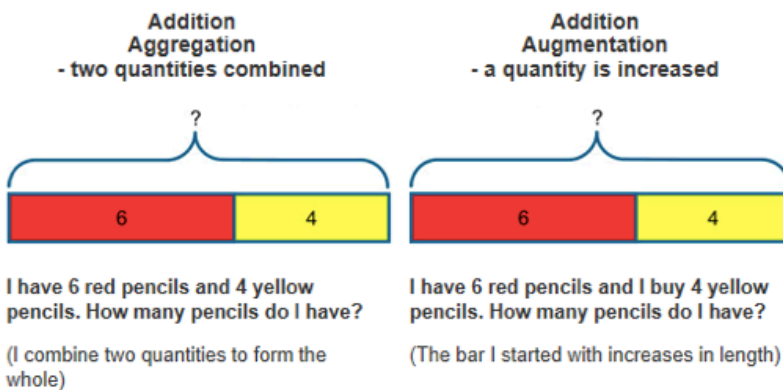 Addition
Aggregation
- two quantities combined
?
6 4
I have 6 red pencils and 4 yellow
pencils. How many pencils do I have?
(I combine two quantities to form the
whole)
Addition
Augmentation
- a quantity is increased
?
6 4
I have 6 red pencils and I buy 4 yellow
pencils. How many pencils do I have?
(The bar I started with increases in length)